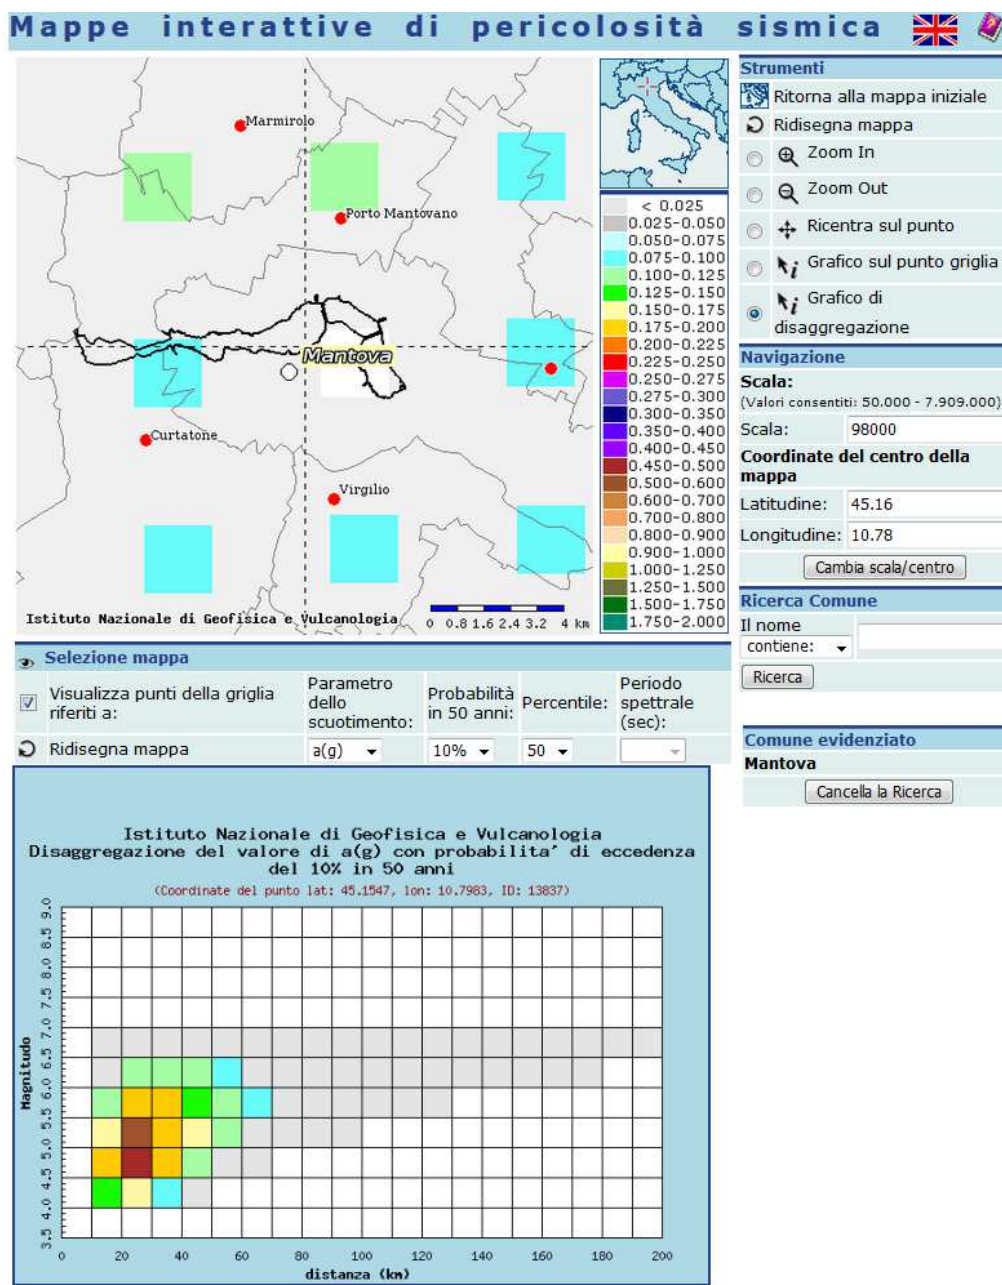 Mappe interattive di pericolosità sismica
Marmirolo
Porto Mantovano
Mantova
Curtatone
Virgilio
Istituto Nazionale di Geofisica e Vulcanologia
0 0.8 1.6 2.4 3.2 4 km
< 0.025
0.025-0.050
0.050-0.075
0.075-0.100
0.100-0.125
0.125-0.150
0.150-0.175
0.175-0.200
0.200-0.225
0.225-0.250
0.250-0.275
0.275-0.300
0.300-0.350
0.350-0.400
0.400-0.450
0.450-0.500
0.500-0.600
0.600-0.700
0.700-0.800
0.800-0.900
0.900-1.000
1.000-1.250
1.250-1.500
1.500-1.750
1.750-2.000
Strumenti
Ritorna alla mappa iniziale
Ridisegna mappa
Zoom In
Zoom Out
Ricentra sul punto
Grafico sul punto griglia
Grafico di
disaggregazione
Navigazione
Scala:
(Valori consentiti: 50.000 - 7.909.000)
Scala: 98000
Coordinate del centro della
mappa
Latitudine: 45.16
Longitudine: 10.78
Cambia scala/centro
Ricerca Comune
Il nome
contiene:
Ricerca
Comune evidenziato
Mantova
Cancella la Ricerca
Selezione mappa
Visualizza punti della griglia
riferiti a:
Parametro
dello
scuotimento:
Probabilità
in 50 anni:
Percentile:
Periodo
spettrale
(sec):
Ridisegna mappa
a(g) 10% 50
Istituto Nazionale di Geofisica e Vulcanologia
Disaggregazione del valore di a(g) con probabilita' di eccedenza
del 10% in 50 anni
(Coordinate del punto lat: 45.1547, lon: 10.7983, ID: 13837)
9.0
8.5
8.0
7.5
7.0
6.5
6.0
5.5
5.0
4.5
4.0
3.5
Magnitudo
0 20 40 60 80 100 120 140 160 180 200
distanza (km)